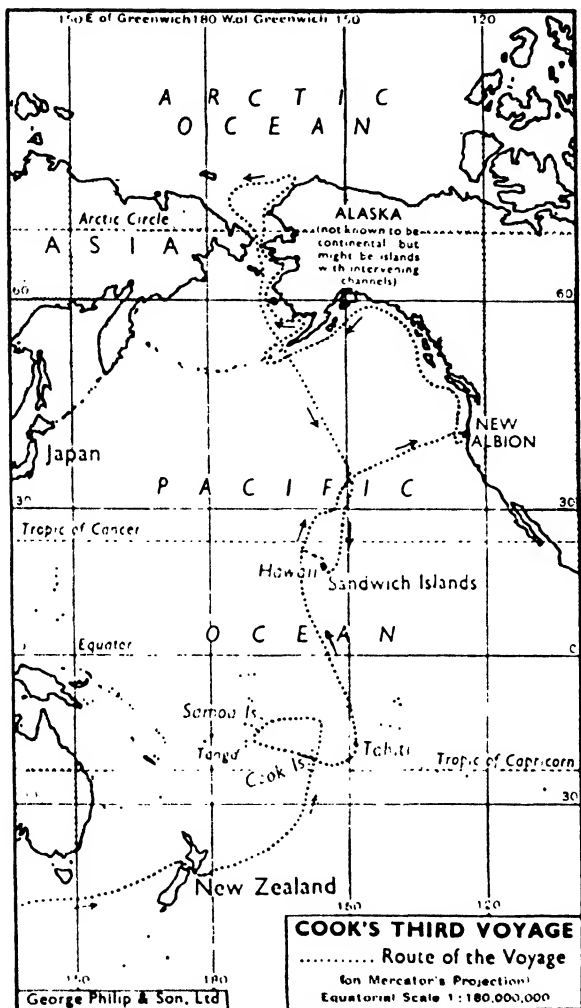 150 E of Greenwich 180 W. of Greenwich 150 120
A R C T I C
O C E A N
Arctic Circle
ALASKA
(not known to be
continental but
might be islands
with intervening
channels)
A S I A
60 60
NEW
ALBION
Japan
P A C I F I C
30 30
Tropic of Cancer
Hawaii
Sandwich Islands
O C E A N
Equator 0
Samoa Is.
Tonga
Tahiti
Cook Is.
Tropic of Capricorn
30
New Zealand
150 180 150 120
COOK'S THIRD VOYAGE
............ Route of the Voyage
(on Mercator's Projection)
Equatorial Scale 1:180,000,000
George Philip & Son, Ltd